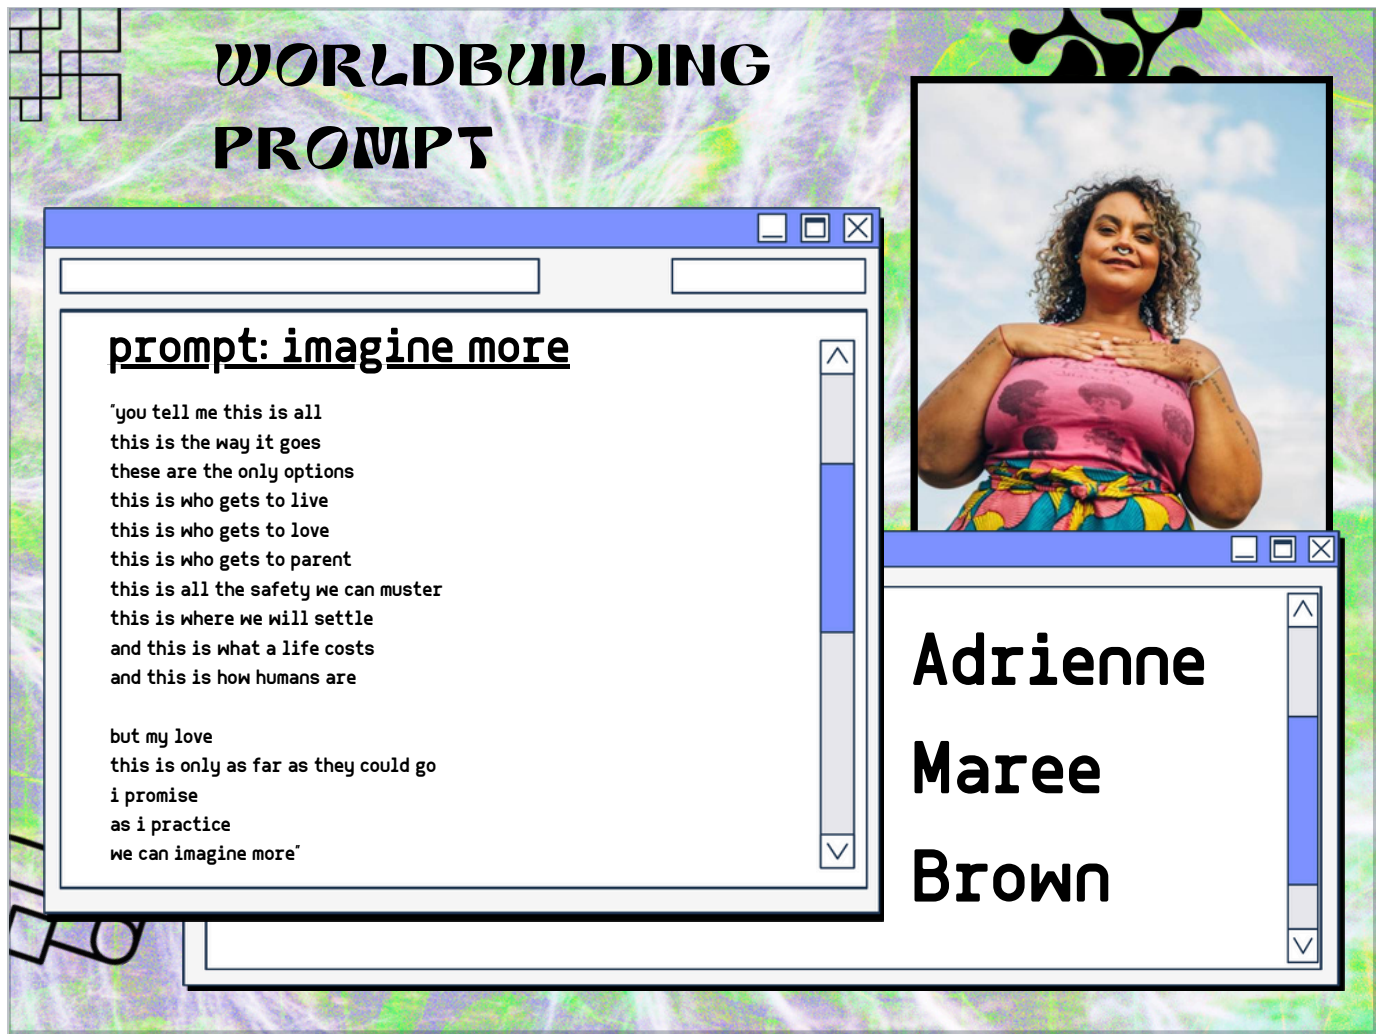 WORLDBUILDING
PROMPT
prompt: imagine more
"you tell me this is all
this is the way it goes
these are the only options
this is who gets to live
this is who gets to love
this is who gets to parent
this is all the safety we can muster
this is where we will settle
and this is what a life costs
and this is how humans are
but my love
this is only as far as they could go
i promise
as i practice
we can imagine more"
Adrienne
Maree
Brown